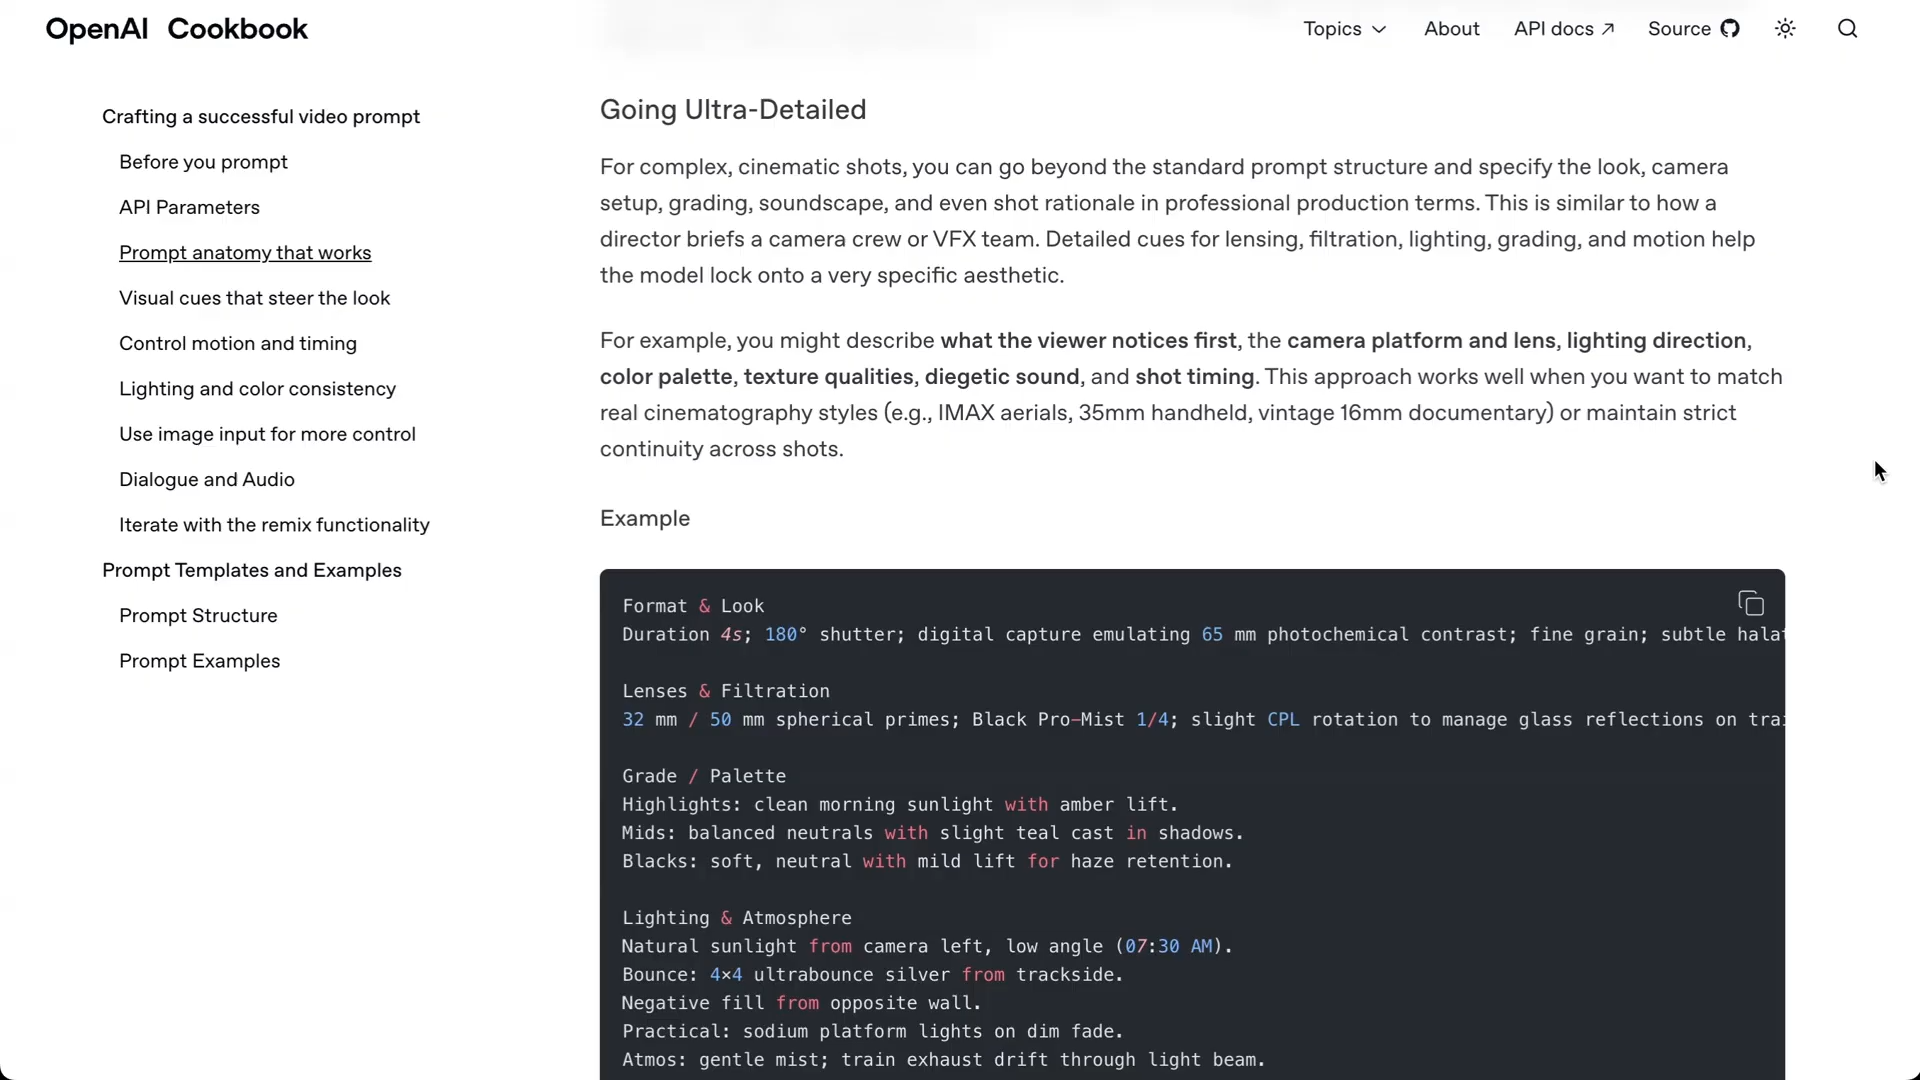 OpenAI Cookbook
Topics
About
API docs ↗
Source
Crafting a successful video prompt
Before you prompt
API Parameters
Prompt anatomy that works
Visual cues that steer the look
Control motion and timing
Lighting and color consistency
Use image input for more control
Dialogue and Audio
Iterate with the remix functionality
Prompt Templates and Examples
Prompt Structure
Prompt Examples
Going Ultra-Detailed
For complex, cinematic shots, you can go beyond the standard prompt structure and specify the look, camera
setup, grading, soundscape, and even shot rationale in professional production terms. This is similar to how a
director briefs a camera crew or VFX team. Detailed cues for lensing, filtration, lighting, grading, and motion help
the model lock onto a very specific aesthetic.
For example, you might describe what the viewer notices first, the camera platform and lens, lighting direction,
color palette, texture qualities, diegetic sound, and shot timing. This approach works well when you want to match
real cinematography styles (e.g., IMAX aerials, 35mm handheld, vintage 16mm documentary) or maintain strict
continuity across shots.
Example
Format & Look
Duration 4s; 180° shutter; digital capture emulating 65 mm photochemical contrast; fine grain; subtle
Lenses & Filtration
32 mm / 50 mm spherical primes; Black Pro-Mist 1/4; slight CPL rotation to manage glass reflections on
Grade / Palette
Highlights: clean morning sunlight with amber lift.
Mids: balanced neutrals with slight teal cast in shadows.
Blacks: soft, neutral with mild lift for haze retention.
Lighting & Atmosphere
Natural sunlight from camera left, low angle (07:30 AM).
Bounce: 4×4 ultrabounce silver from trackside.
Negative fill from opposite wall.
Practical: sodium platform lights on dim fade.
Atmos: gentle mist; train exhaust drift through light beam.